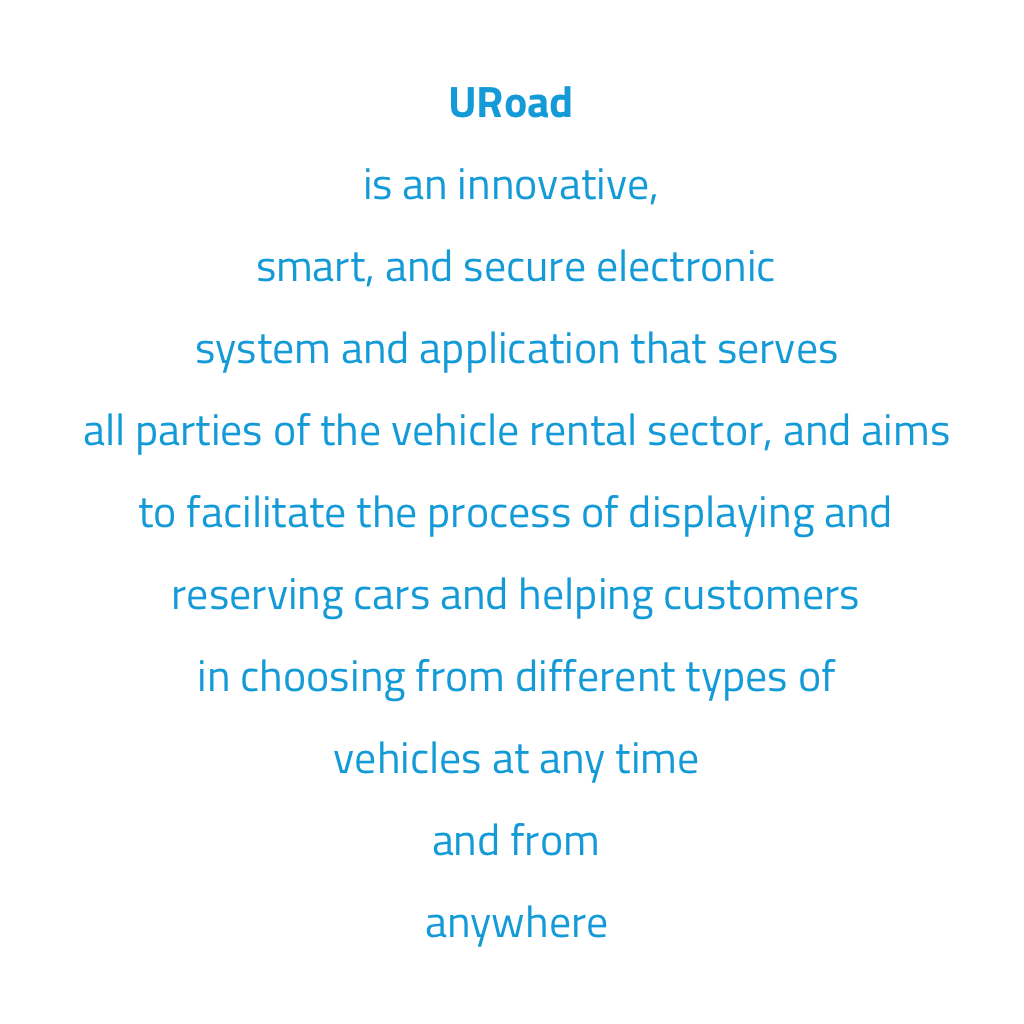 URoad
is an innovative,
smart, and secure electronic
system and application that serves
all parties of the vehicle rental sector, and aims
to facilitate the process of displaying and
reserving cars and helping customers
in choosing from different types of
vehicles at any time
and from
anywhere